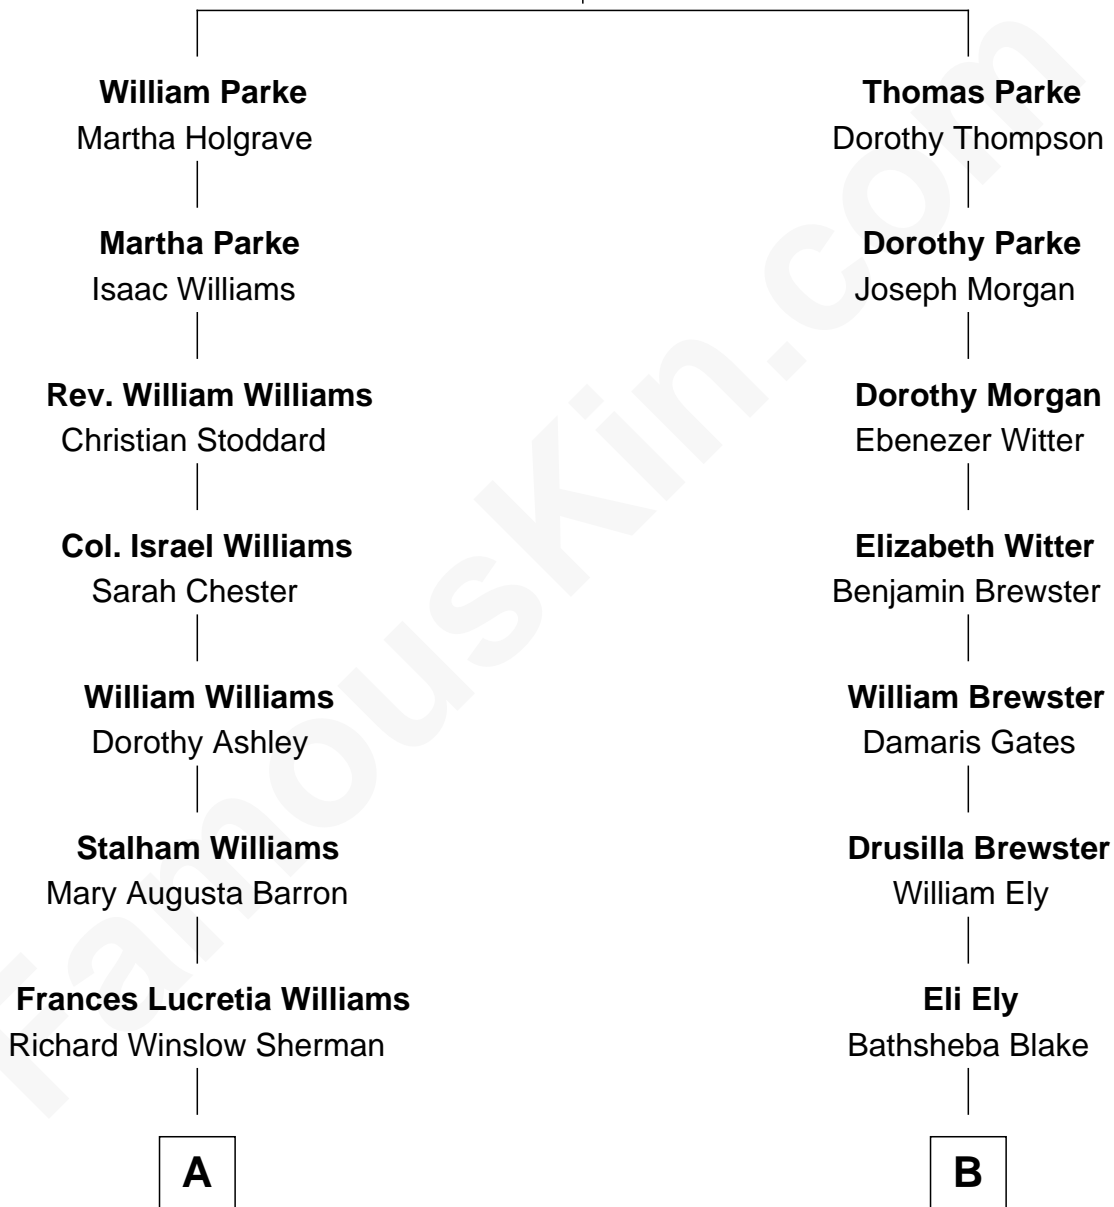 William Parke
Martha Holgrave
Martha Parke
Isaac Williams
Rev. William Williams
Christian Stoddard
Col. Israel Williams
Sarah Chester
William Williams
Dorothy Ashley
Stalham Williams
Mary Augusta Barron
Frances Lucretia Williams
Richard Winslow Sherman
A
Thomas Parke
Dorothy Thompson
Dorothy Parke
Joseph Morgan
Dorothy Morgan
Ebenezer Witter
Elizabeth Witter
Benjamin Brewster
William Brewster
Damaris Gates
Drusilla Brewster
William Ely
Eli Ely
Bathsheba Blake
B
FamousKin.com